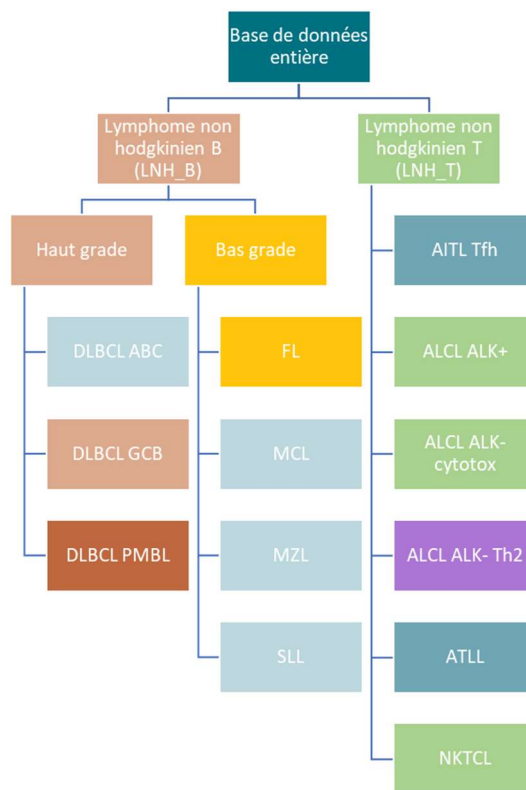 Base de données
entière
Lymphome non
hodgkinien B
(LNH_B)
Lymphome non
hodgkinien T
(LNH_T)
Haut grade
Bas grade
AITL Tfh
DLBCL ABC
FL
ALCL ALK+
DLBCL GCB
MCL
ALCL ALK-
cytotox
DLBCL PMBL
MZL
ALCL ALK- Th2
SLL
ATLL
NKTCL